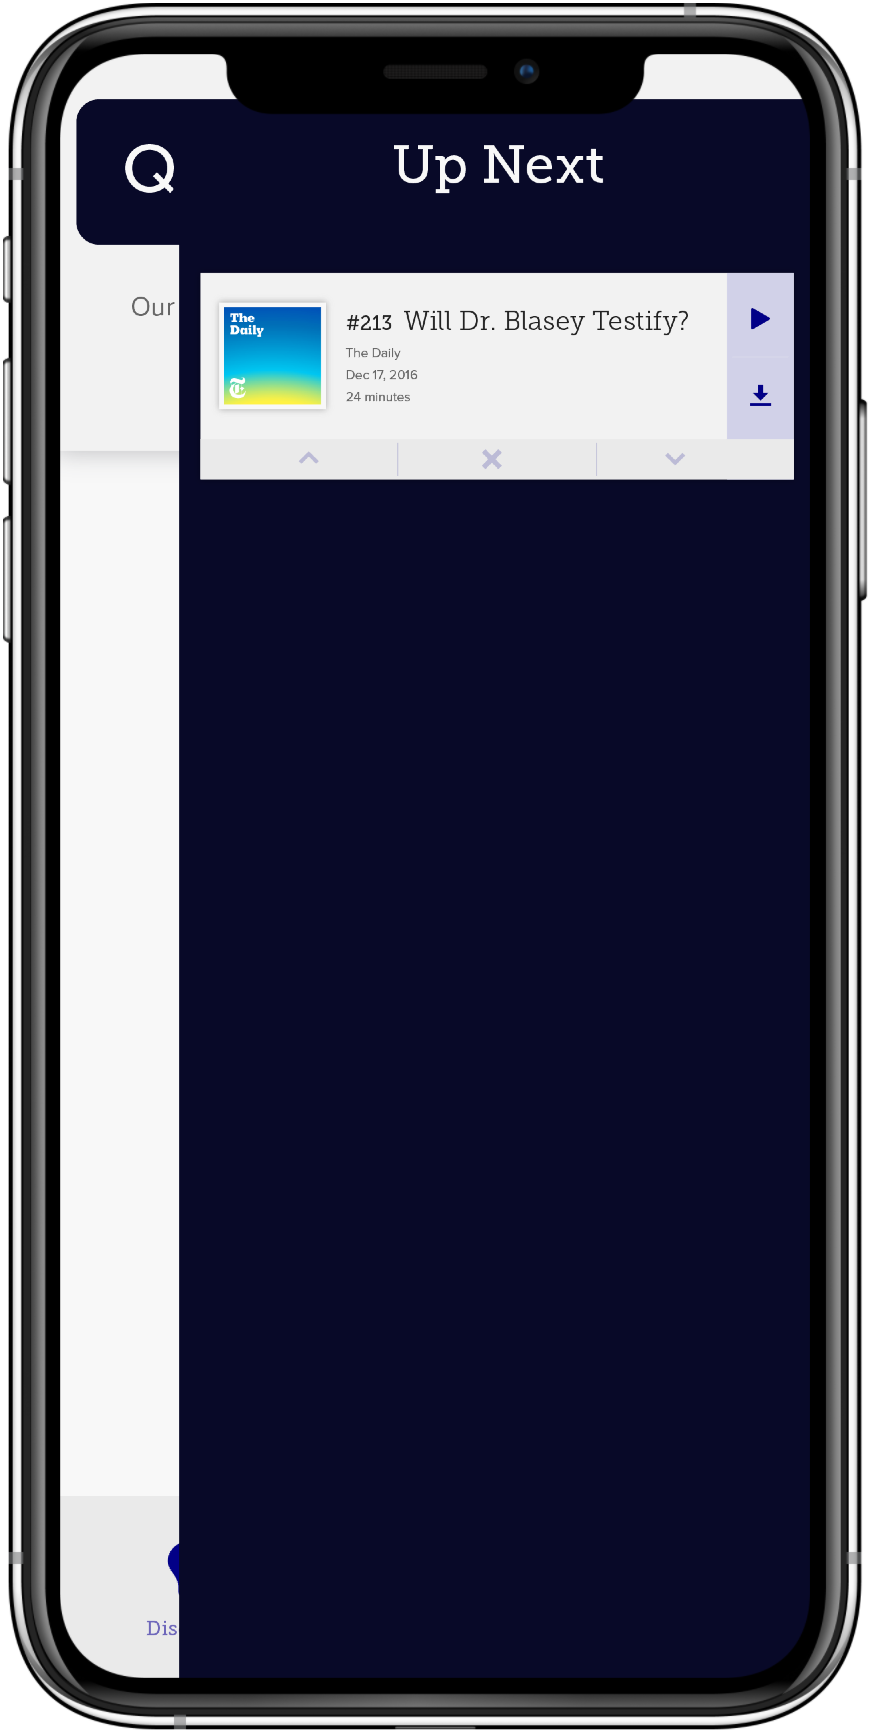 Q
Up Next
Our
The
Daily
T
#213 Will Dr. Blasey Testify?
The Daily
Dec 17, 2016
24 minutes
Dis